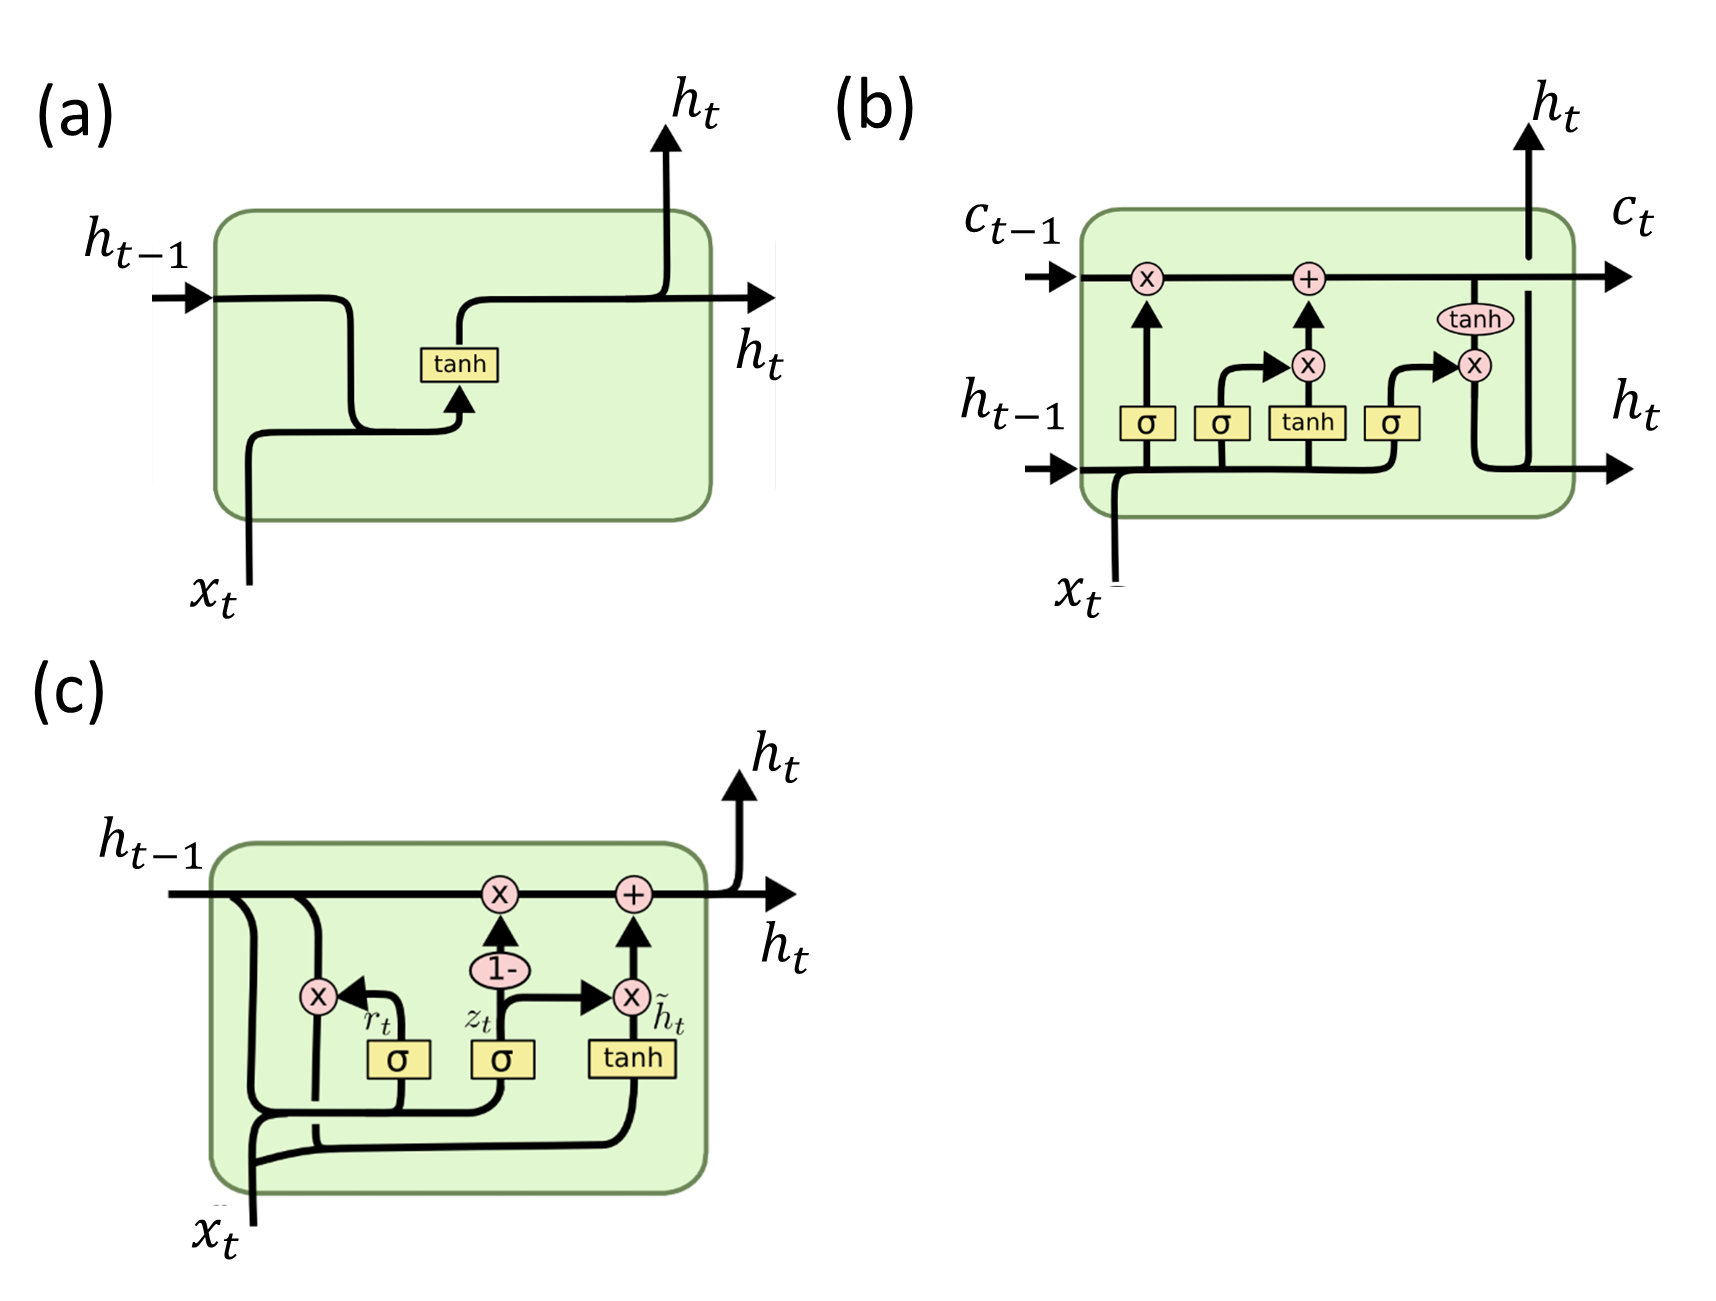 (a)
h_t
h_{t−1}
tanh
h_t
x_t
(b)
h_t
c_{t−1}
c_t
x
+
tanh
x
x
h_{t−1}
σ
σ
tanh
σ
h_t
x_t
(c)
h_t
h_{t−1}
x
+
h_t
1-
x
r_t
z_t
x
h̃_t
σ
σ
tanh
x_t